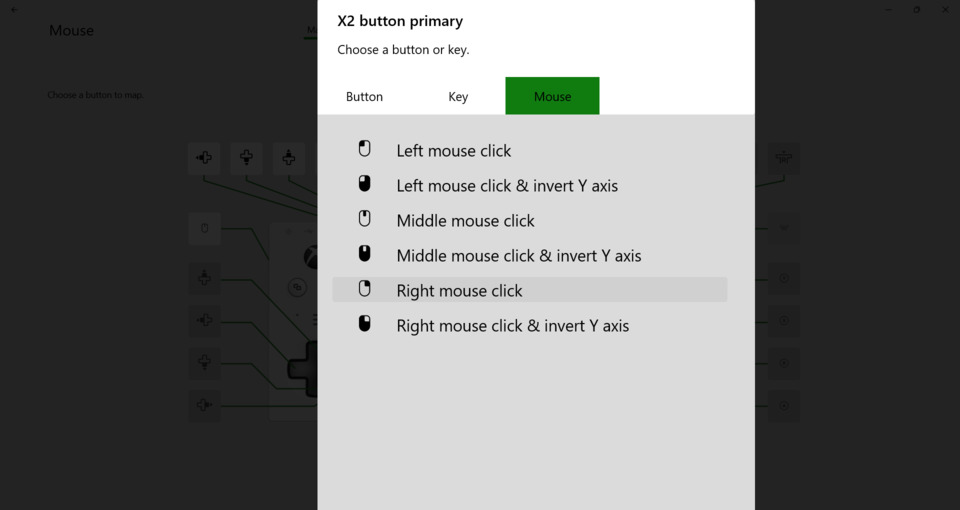 X2 button primary
Mouse
Choose a button or key.
Button Key Mouse
Choose a button to map.
Left mouse click
Left mouse click & invert Y axis
Middle mouse click
Middle mouse click & invert Y axis
Right mouse click
Right mouse click & invert Y axis